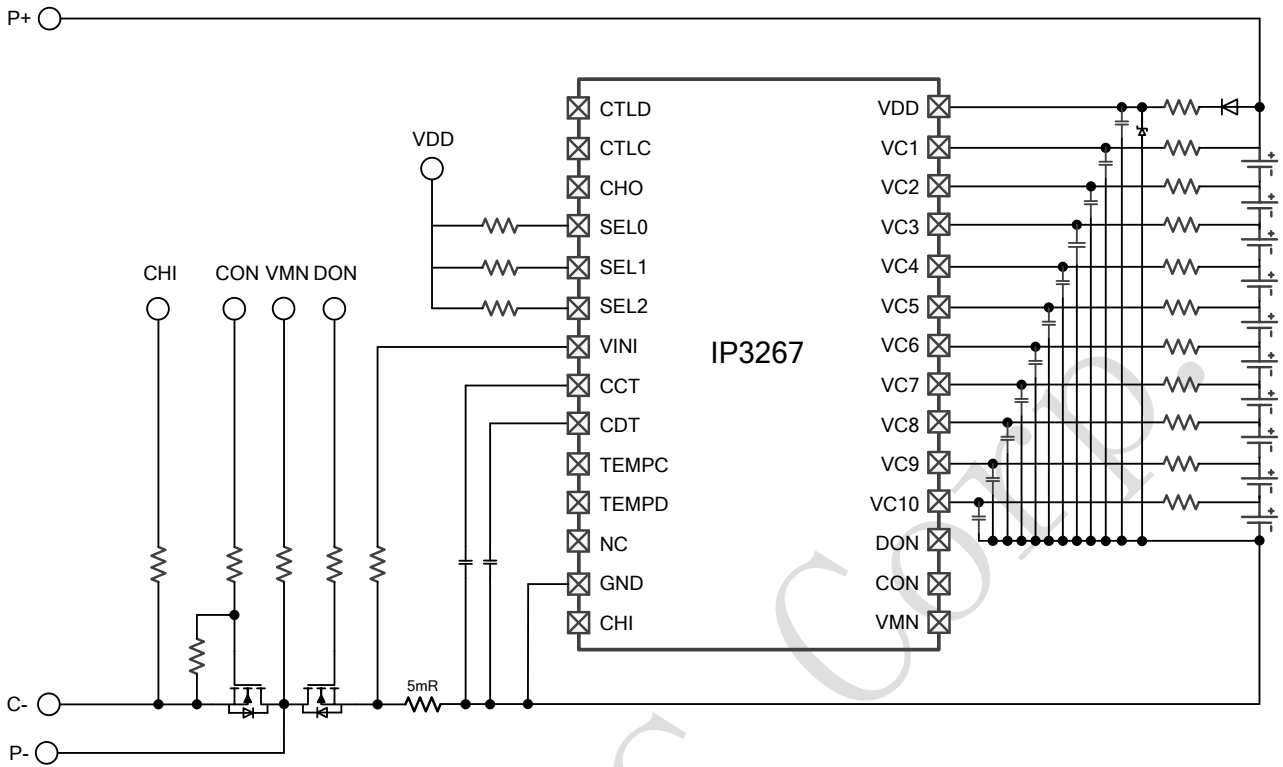 P+
CTLD
CTLC
CHO
SEL0
SEL1
SEL2
VINI
CCT
CDT
TEMPC
TEMPD
NC
GND
CHI
IP3267
VDD
VC1
VC2
VC3
VC4
VC5
VC6
VC7
VC8
VC9
VC10
DON
CON
VMN
VDD
CHI
CON
VMN
DON
5mR
C-
P-
Corp.